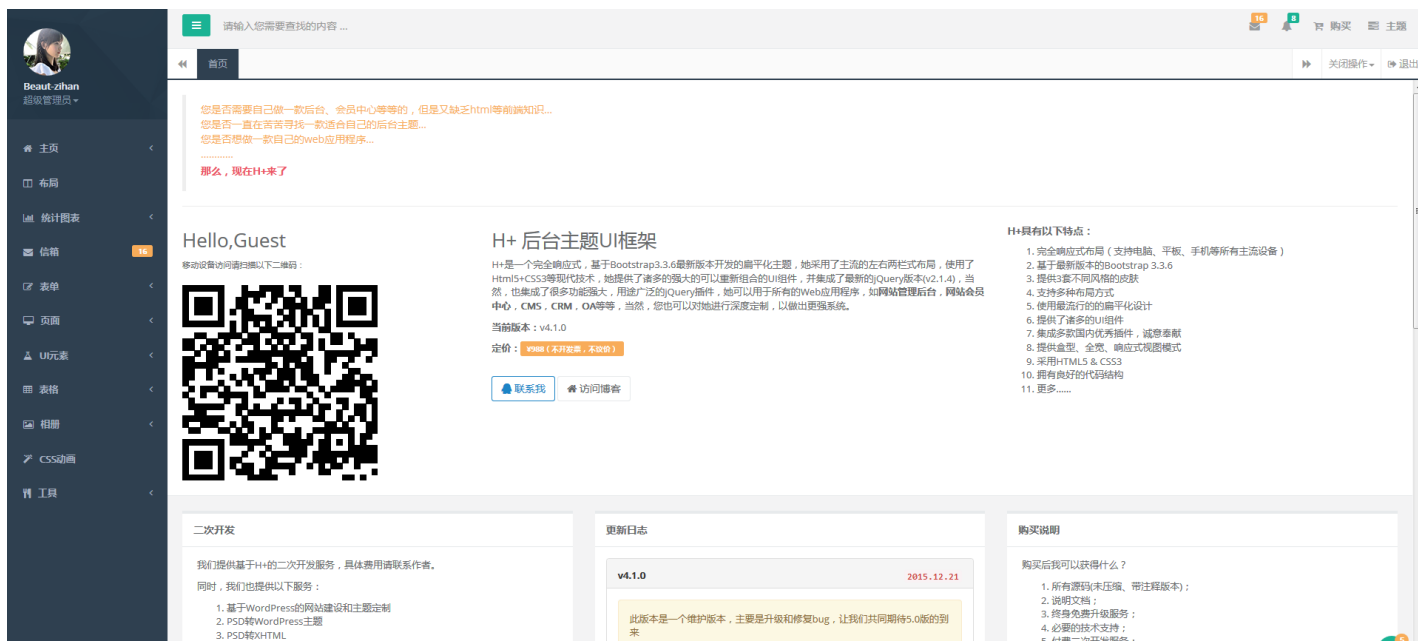 Beaut-zihan
超级管理员
主页
布局
统计图表
信箱 16
表单
页面
UI元素
表格
相册
CSS动画
工具
请输入您需要查找的内容 …
16
8
购买
主题
首页
关闭操作
退出
您是否需要自己做一款后台、会员中心等等的，但是又缺乏html等前端知识…
您是否一直在苦苦寻找一款适合自己的后台主题…
您是否想做一款自己的web应用程序…
…………
那么，现在H+来了
Hello,Guest
移动设备访问请扫描以下二维码：
H+ 后台主题UI框架
H+是一个完全响应式，基于Bootstrap3.3.6最新版本开发的扁平化主题，她采用了主流的左右两栏式布局，使用了
Html5+CSS3等现代技术，她提供了诸多的强大的可以重新组合的UI组件，并集成了最新的jQuery版本(v2.1.4)，当
然，也集成了很多功能强大，用途广泛的jQuery插件，她可以用于所有的Web应用程序，如网站管理后台，网站会员
中心，CMS，CRM，OA等等，当然，您也可以对她进行深度定制，以做出更强系统。
当前版本：v4.1.0
定价： ¥988（不开发票，不议价）
联系我
访问博客
H+具有以下特点：
1. 完全响应式布局（支持电脑、平板、手机等所有主流设备）
2. 基于最新版本的Bootstrap 3.3.6
3. 提供3套不同风格的皮肤
4. 支持多种布局方式
5. 使用最流行的的扁平化设计
6. 提供了诸多的UI组件
7. 集成多款国内优秀插件，诚意奉献
8. 提供盒型、全宽、响应式视图模式
9. 采用HTML5 & CSS3
10. 拥有良好的代码结构
11. 更多……
二次开发
我们提供基于H+的二次开发服务，具体费用请联系作者。
同时，我们也提供以下服务：
1. 基于WordPress的网站建设和主题定制
2. PSD转WordPress主题
3. PSD转XHTML
更新日志
v4.1.0 2015.12.21
此版本是一个维护版本，主要是升级和修复bug，让我们共同期待5.0版的到
来
购买说明
购买后我可以获得什么？
1. 所有源码(未压缩、带注释版本)；
2. 说明文档；
3. 终身免费升级服务；
4. 必要的技术支持；
5. 付费二次开发服务；